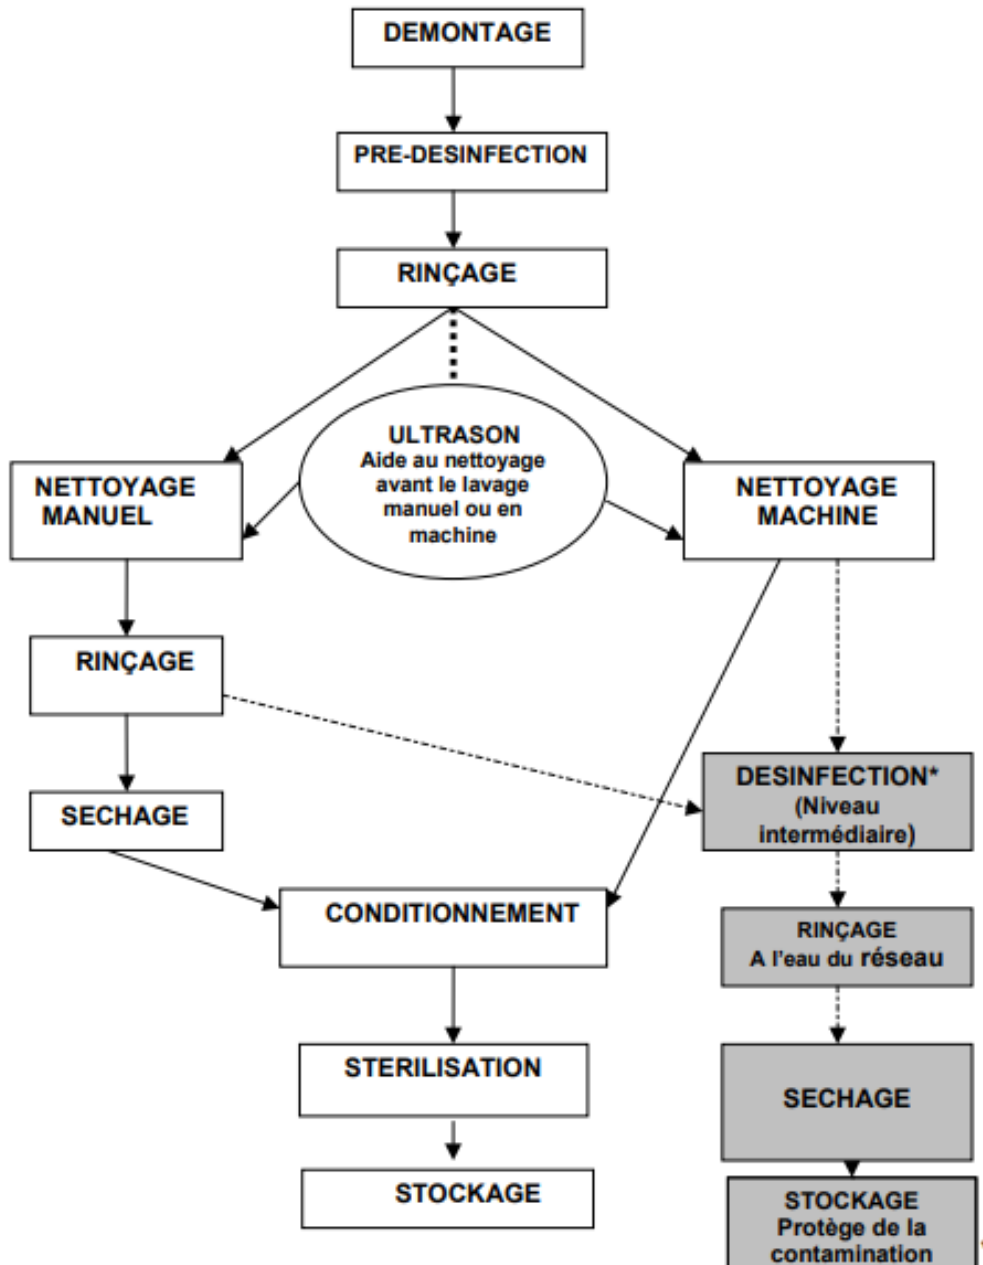 DEMONTAGE
PRE-DESINFECTION
RINÇAGE
ULTRASON
Aide au nettoyage
avant le lavage
manuel ou en
machine
NETTOYAGE
MANUEL
NETTOYAGE
MACHINE
RINÇAGE
SECHAGE
DESINFECTION*
(Niveau
intermédiaire)
CONDITIONNEMENT
RINÇAGE
A l'eau du réseau
STERILISATION
SECHAGE
STOCKAGE
STOCKAGE
Protège de la
contamination